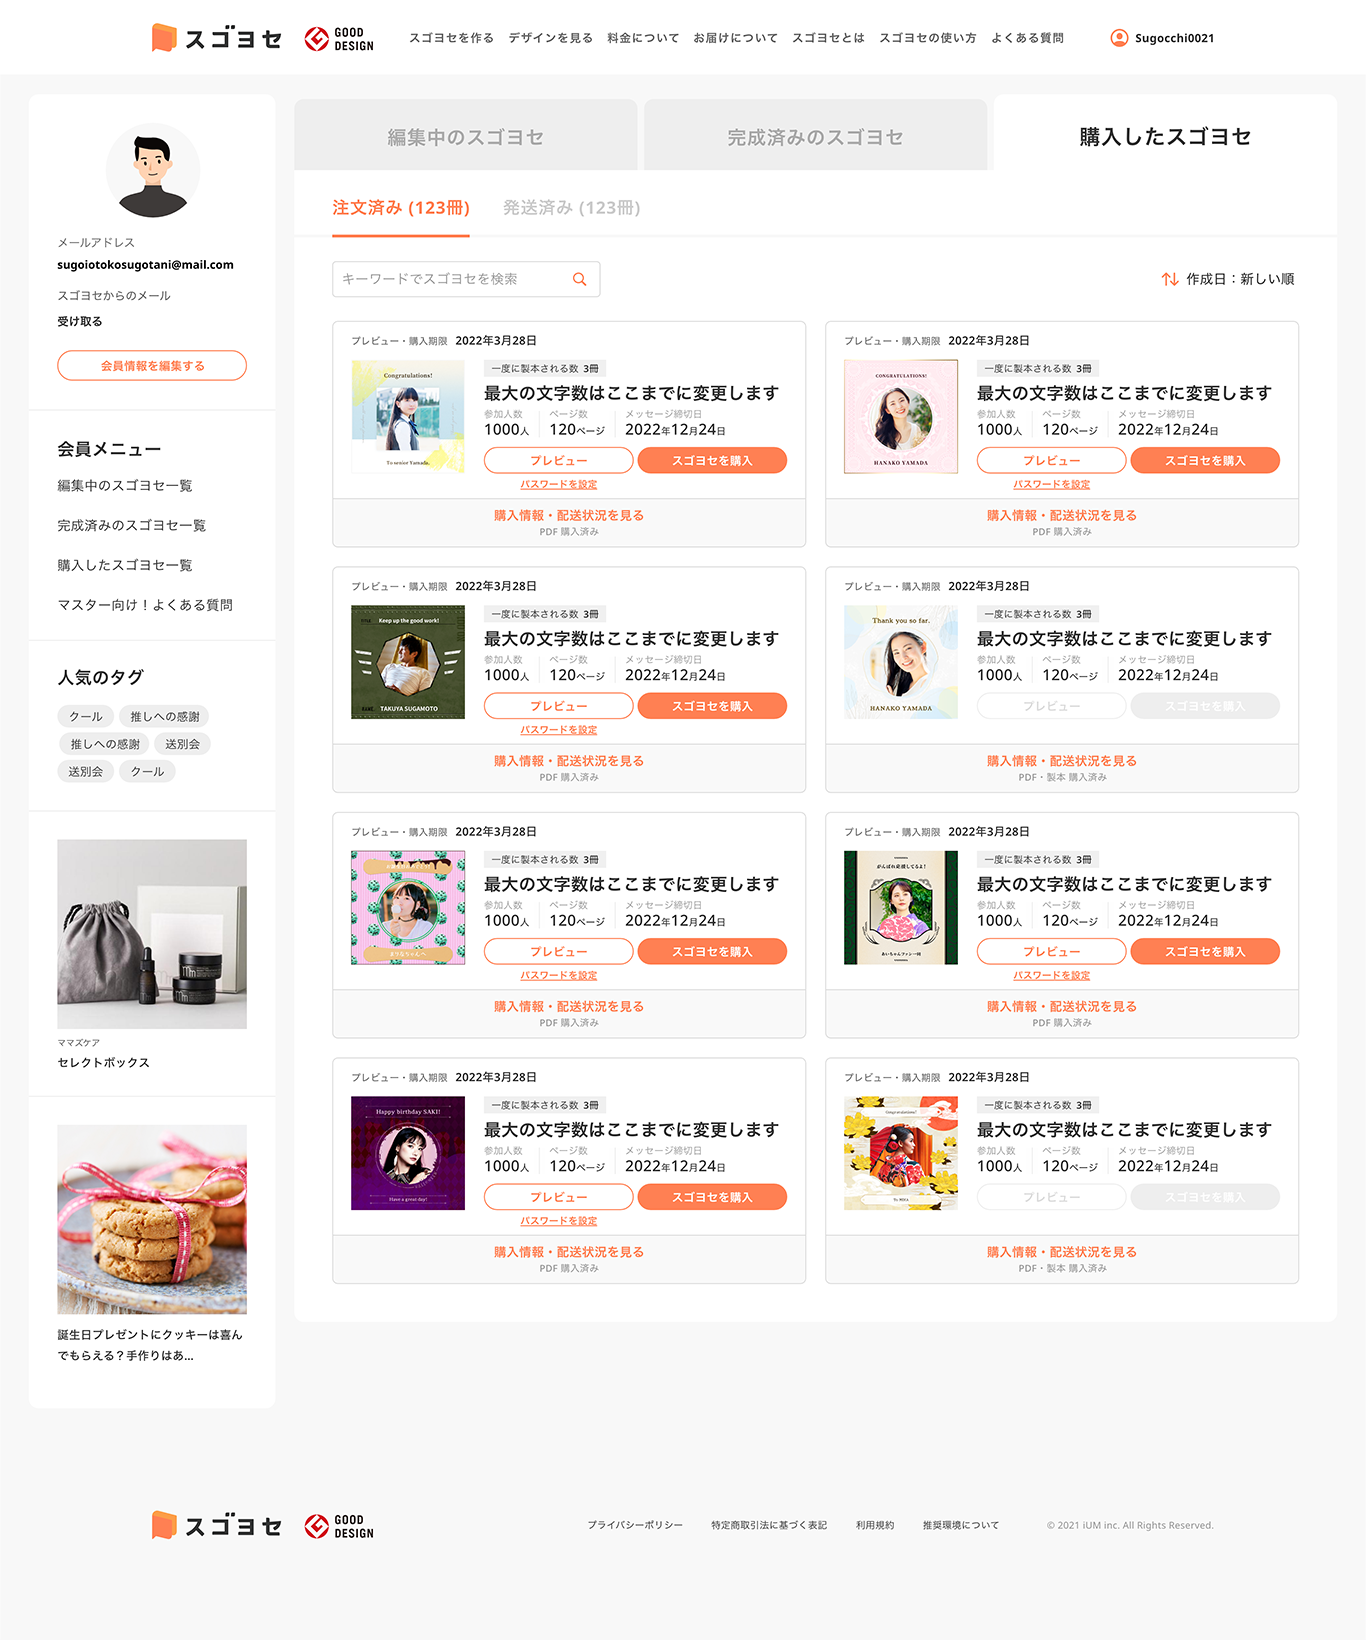 スゴヨセ
GOOD
DESIGN
スゴヨセを作る デザインを見る 料金について お届けについて スゴヨセとは スゴヨセの使い方 よくある質問
Sugocchi0021
メールアドレス
sugoiotokosugotani@mail.com
スゴヨセからのメール
受け取る
会員情報を編集する
会員メニュー
編集中のスゴヨセ一覧
完成済みのスゴヨセ一覧
購入したスゴヨセ一覧
マスター向け！よくある質問
人気のタグ
クール 推しへの感謝
推しへの感謝 送別会
送別会 クール
ママズケア
セレクトボックス
誕生日プレゼントにクッキーは喜ん
でもらえる？手作りはあ...
編集中のスゴヨセ 完成済みのスゴヨセ 購入したスゴヨセ
注文済み (123冊) 発送済み (123冊)
キーワードでスゴヨセを検索
作成日：新しい順
プレビュー・購入期限 2022年3月28日
Congratulations!
To senior Yamada.
一度に製本される数 3冊
最大の文字数はここまでに変更します
参加人数 ページ数 メッセージ締切日
1000人 120ページ 2022年12月24日
プレビュー スゴヨセを購入
パスワードを設定
購入情報・配送状況を見る
PDF 購入済み
プレビュー・購入期限 2022年3月28日
CONGRATULATIONS!
HANAKO YAMADA
一度に製本される数 3冊
最大の文字数はここまでに変更します
参加人数 ページ数 メッセージ締切日
1000人 120ページ 2022年12月24日
プレビュー スゴヨセを購入
パスワードを設定
購入情報・配送状況を見る
PDF 購入済み
プレビュー・購入期限 2022年3月28日
TITLE Keep up the good work!
NAME. TAKUYA SUGAMOTO
一度に製本される数 3冊
最大の文字数はここまでに変更します
参加人数 ページ数 メッセージ締切日
1000人 120ページ 2022年12月24日
プレビュー スゴヨセを購入
パスワードを設定
購入情報・配送状況を見る
PDF 購入済み
プレビュー・購入期限 2022年3月28日
Thank you so far.
HANAKO YAMADA
一度に製本される数 3冊
最大の文字数はここまでに変更します
参加人数 ページ数 メッセージ締切日
1000人 120ページ 2022年12月24日
プレビュー スゴヨセを購入
購入情報・配送状況を見る
PDF・製本 購入済み
プレビュー・購入期限 2022年3月28日
一度に製本される数 3冊
最大の文字数はここまでに変更します
参加人数 ページ数 メッセージ締切日
1000人 120ページ 2022年12月24日
プレビュー スゴヨセを購入
パスワードを設定
購入情報・配送状況を見る
PDF 購入済み
プレビュー・購入期限 2022年3月28日
がんばれ応援してるよ！
あいちゃんファン一同
一度に製本される数 3冊
最大の文字数はここまでに変更します
参加人数 ページ数 メッセージ締切日
1000人 120ページ 2022年12月24日
プレビュー スゴヨセを購入
パスワードを設定
購入情報・配送状況を見る
PDF 購入済み
プレビュー・購入期限 2022年3月28日
Happy birthday SAKI!
Have a great day!
一度に製本される数 3冊
最大の文字数はここまでに変更します
参加人数 ページ数 メッセージ締切日
1000人 120ページ 2022年12月24日
プレビュー スゴヨセを購入
パスワードを設定
購入情報・配送状況を見る
PDF 購入済み
プレビュー・購入期限 2022年3月28日
Congratulations!
一度に製本される数 3冊
最大の文字数はここまでに変更します
参加人数 ページ数 メッセージ締切日
1000人 120ページ 2022年12月24日
プレビュー スゴヨセを購入
購入情報・配送状況を見る
PDF・製本 購入済み
スゴヨセ
GOOD
DESIGN
プライバシーポリシー 特定商取引法に基づく表記 利用規約 推奨環境について © 2021 iUM inc. All Rights Reserved.